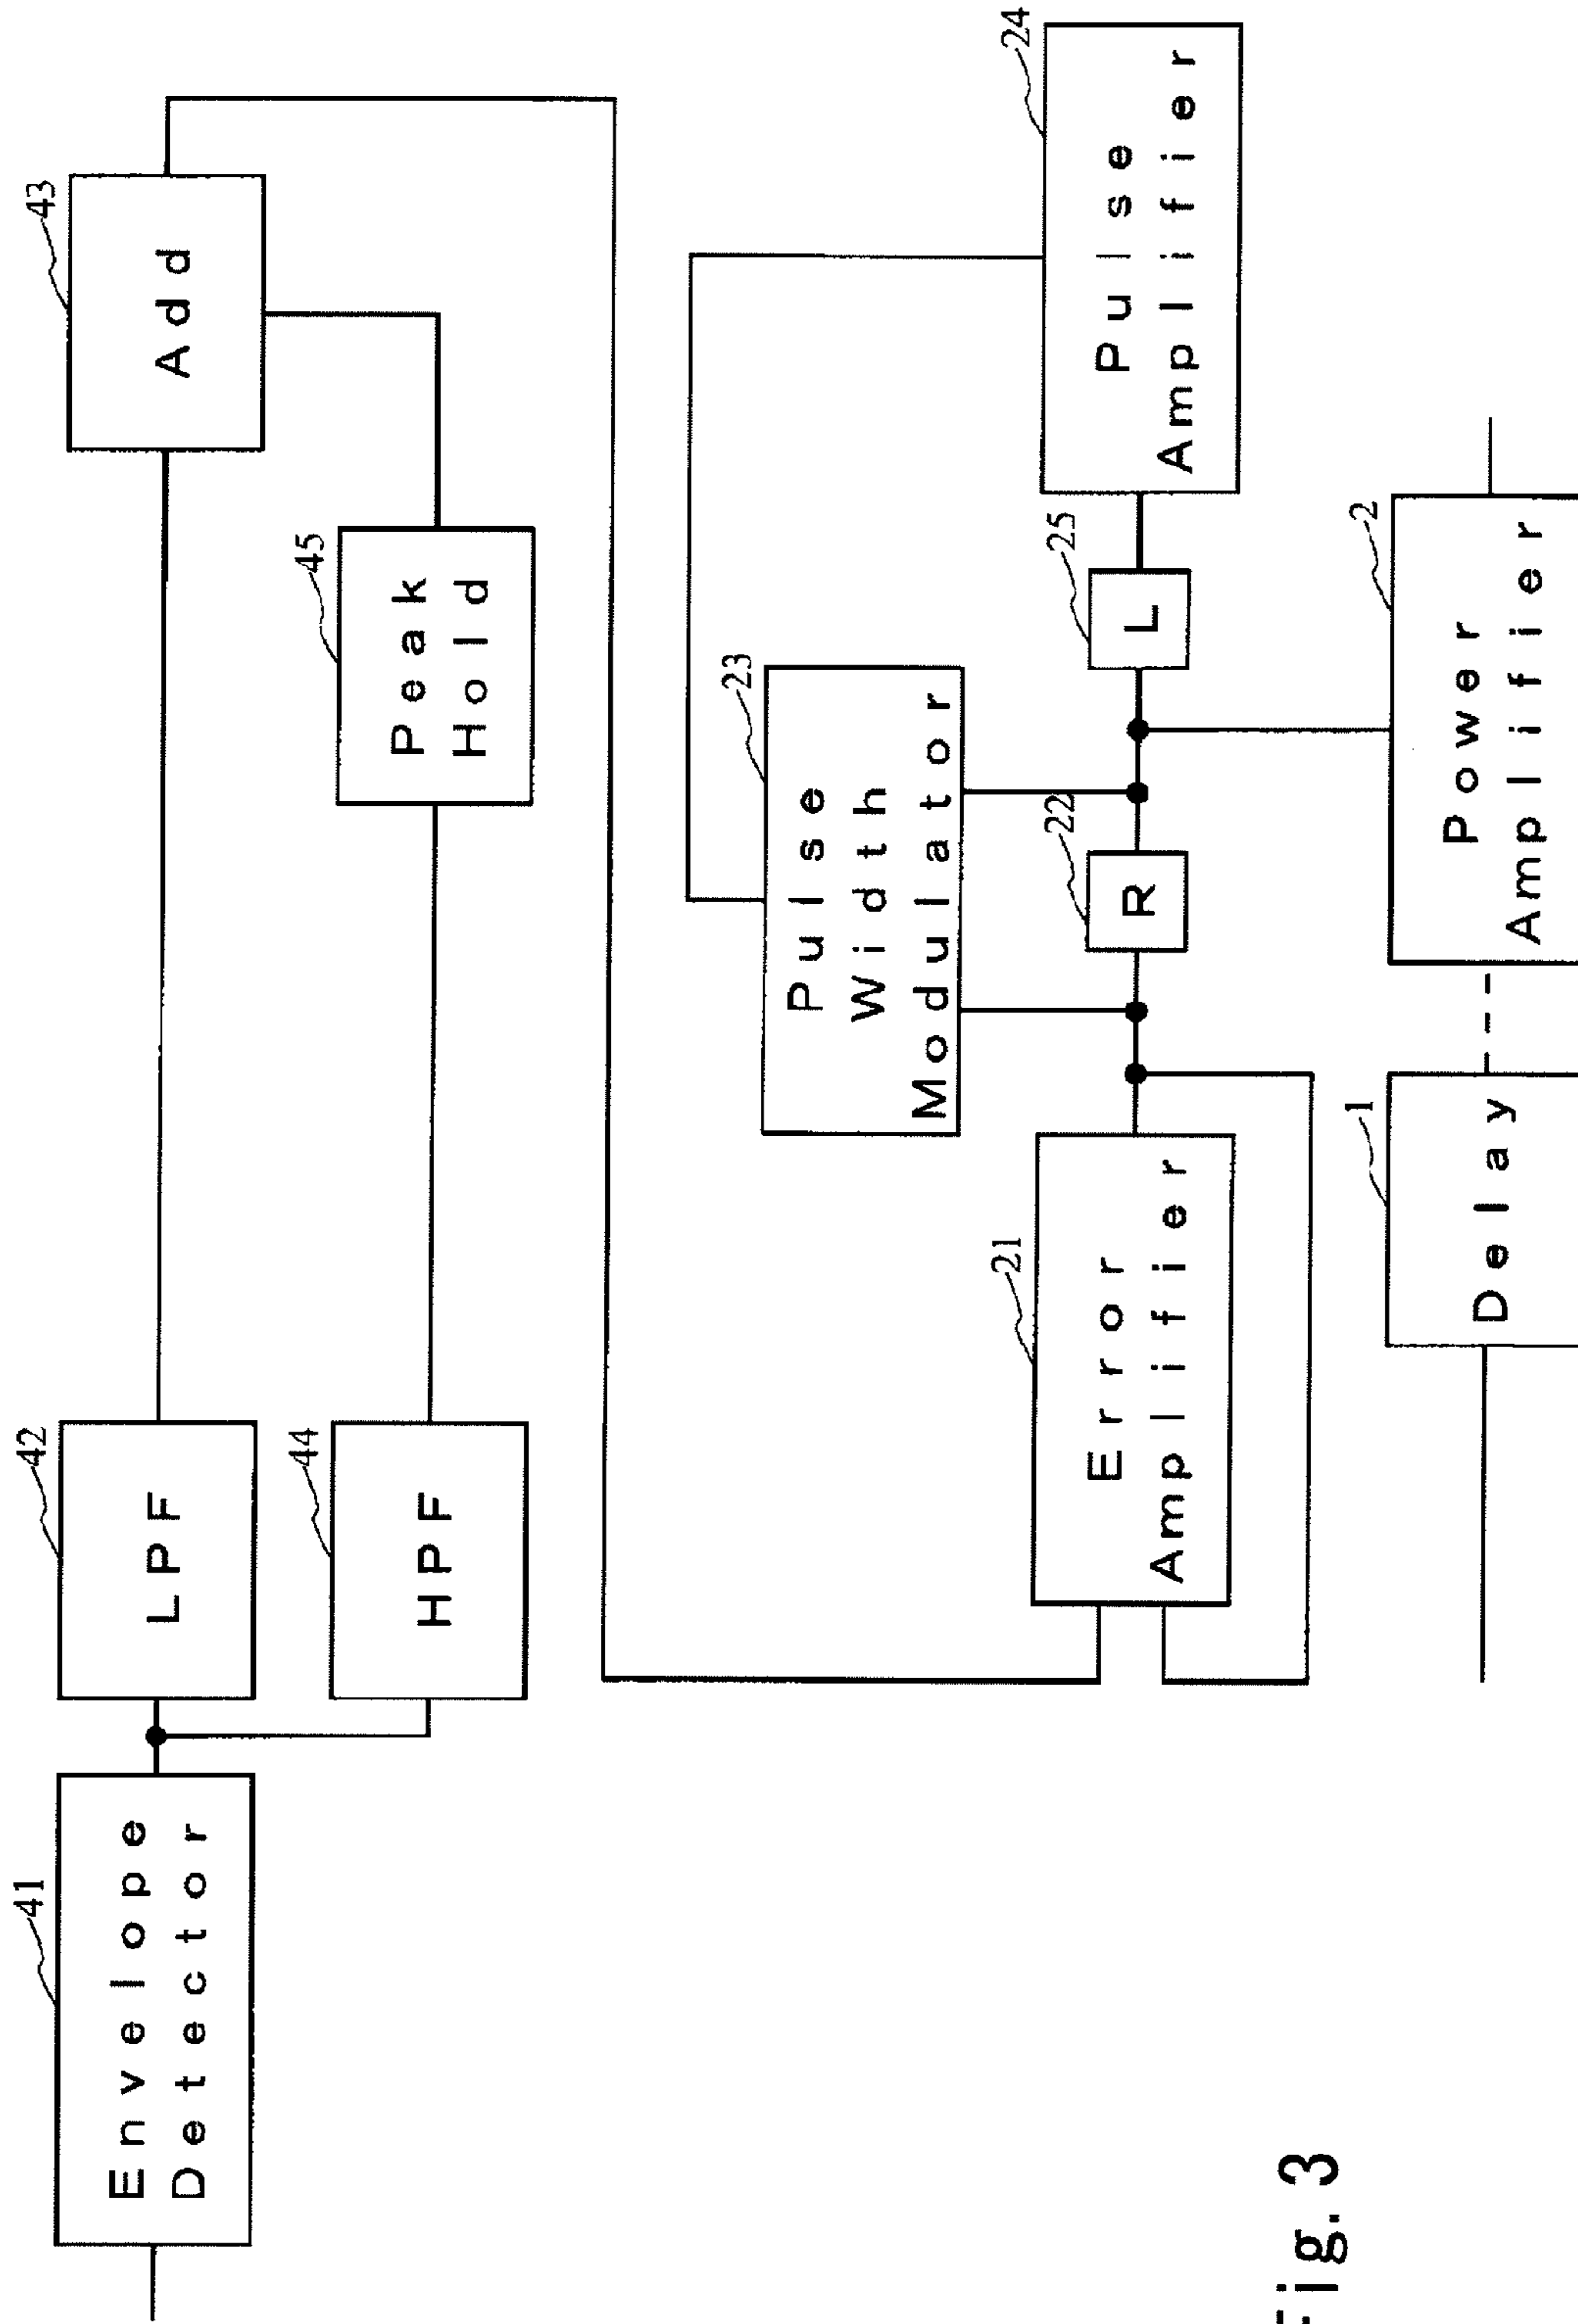 41
Envelope
Detector
42
LPF
43
Add
44
HPF
45
Peak
Hold
23
Pulse
Width
Modulator
21
Error
Amplifier
22
R
25
L
24
Pulse
Amplifier
1
Delay
2
Power
Amplifier
Fig. 3